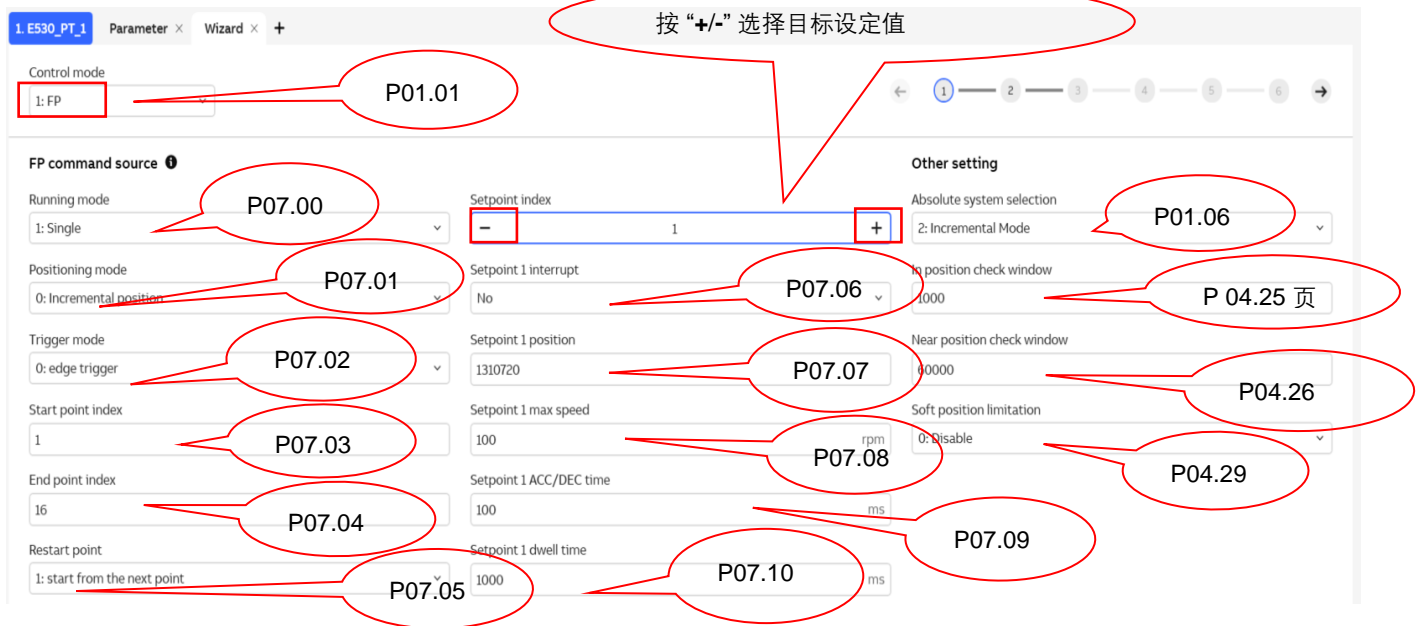 按 “+/-” 选择目标设定值
1. E530_PT_1 Parameter × Wizard × +
Control mode
1: FP
P01.01
← 1 2 3 4 5 6 →
FP command source
Running mode
1: Single
P07.00
Positioning mode
0: Incremental position
P07.01
Trigger mode
0: edge trigger
P07.02
Start point index
1
P07.03
End point index
16
P07.04
Restart point
1: start from the next point
P07.05
Setpoint index
− 1 +
Setpoint 1 interrupt
No
P07.06
Setpoint 1 position
1310720
P07.07
Setpoint 1 max speed
100 rpm
P07.08
Setpoint 1 ACC/DEC time
100 ms
P07.09
Setpoint 1 dwell time
1000 ms
P07.10
Other setting
Absolute system selection
2: Incremental Mode
P01.06
In position check window
1000
P 04.25 页
Near position check window
60000
P04.26
Soft position limitation
0: Disable
P04.29